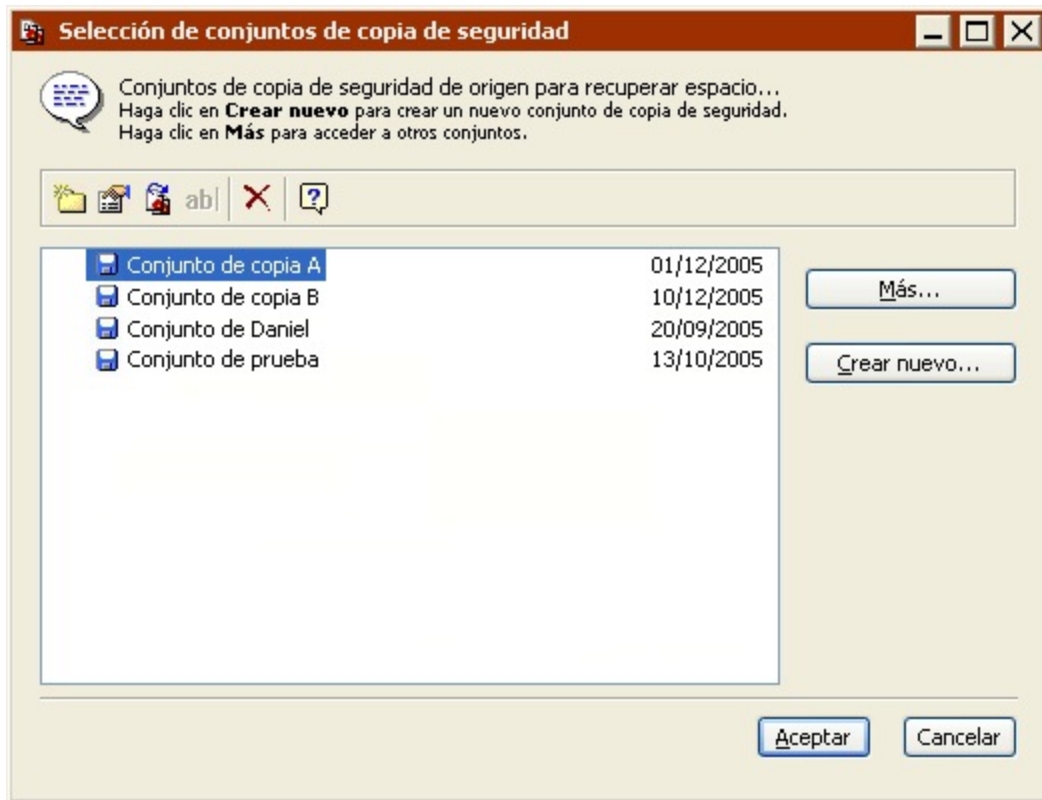 Selección de conjuntos de copia de seguridad
Conjuntos de copia de seguridad de origen para recuperar espacio...
Haga clic en Crear nuevo para crear un nuevo conjunto de copia de seguridad.
Haga clic en Más para acceder a otros conjuntos.
ab|
Conjunto de copia A 01/12/2005
Conjunto de copia B 10/12/2005
Conjunto de Daniel 20/09/2005
Conjunto de prueba 13/10/2005
Más...
Crear nuevo...
Aceptar Cancelar